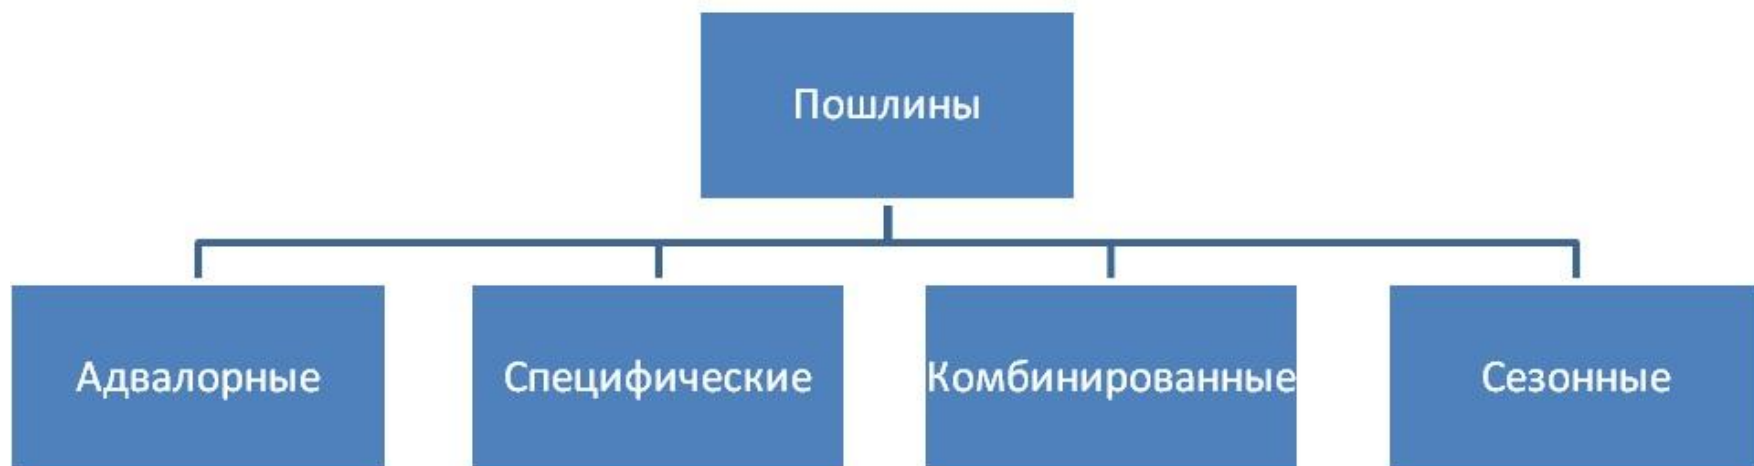 Пошлины
Адвалорные
Специфические
Комбинированные
Сезонные